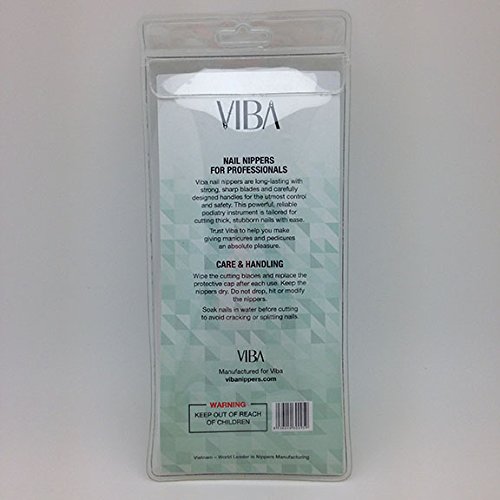 VIBA
NAIL NIPPERS
FOR PROFESSIONALS
Viba nail nippers are long-lasting with
strong, sharp blades and carefully
designed handles for the utmost control
and safety. This powerful, reliable
podiatry instrument is tailored for
cutting thick, stubborn nails with ease.
Trust Viba to help you make
giving manicures and pedicures
an absolute pleasure.
CARE & HANDLING
Wipe the cutting blades and replace the
protective cap after each use. Keep the
nippers dry. Do not drop, hit or modify
the nippers.
Soak nails in water before cutting
to avoid cracking or splitting nails.
VIBA
Manufactured for Viba
vibanippers.com
WARNING
KEEP OUT OF REACH
OF CHILDREN
Vietnam – World Leader in Nippers Manufacturing